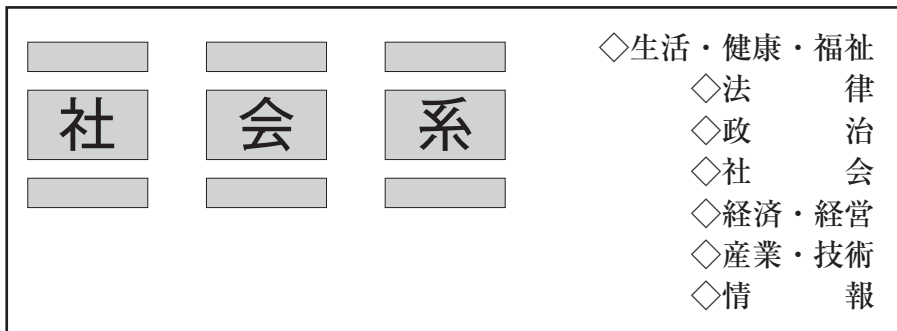 社会系
◇生活・健康・福祉
◇法　　　律
◇政　　　治
◇社　　　会
◇経済・経営
◇産業・技術
◇情　　　報